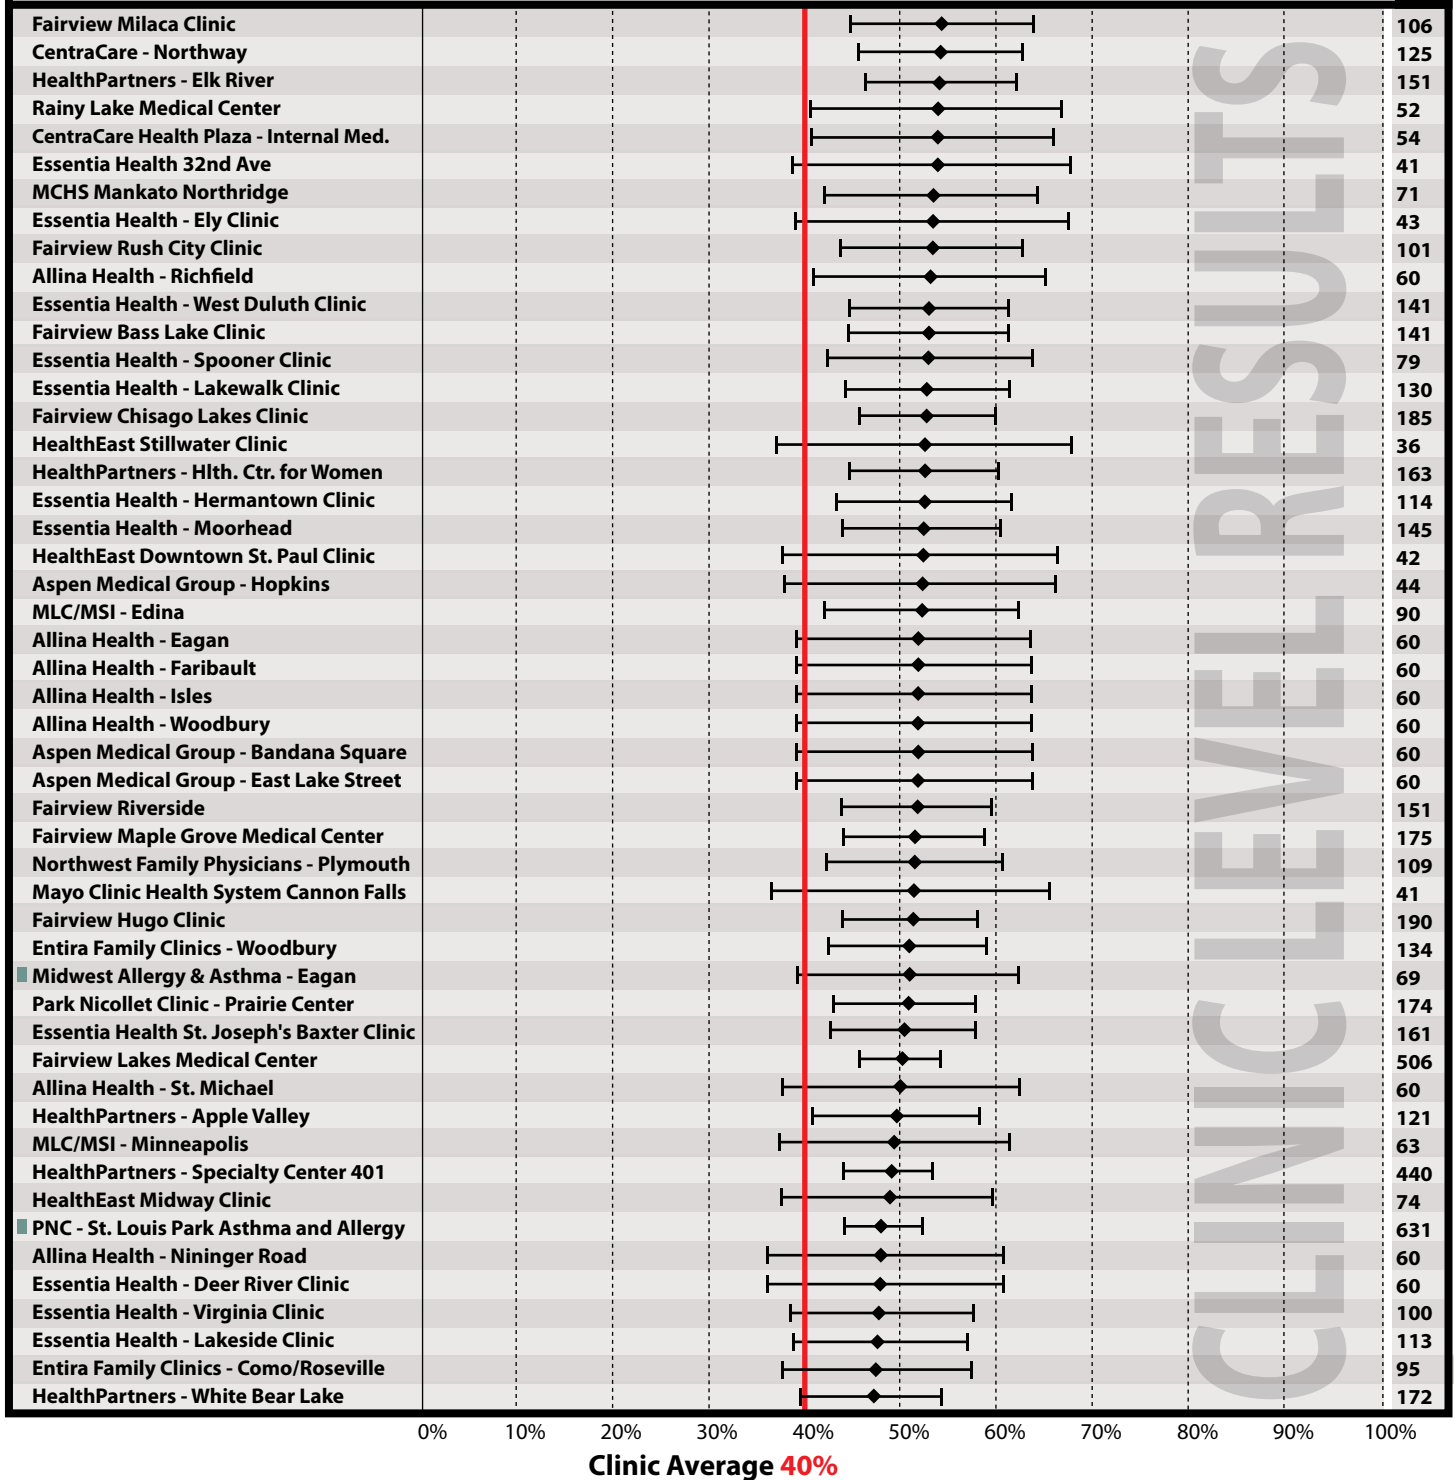 Fairview Milaca Clinic 106
CentraCare - Northway 125
HealthPartners - Elk River 151
Rainy Lake Medical Center 52
CentraCare Health Plaza - Internal Med. 54
Essentia Health 32nd Ave 41
MCHS Mankato Northridge 71
Essentia Health - Ely Clinic 43
Fairview Rush City Clinic 101
Allina Health - Richfield 60
Essentia Health - West Duluth Clinic 141
Fairview Bass Lake Clinic 141
Essentia Health - Spooner Clinic 79
Essentia Health - Lakewalk Clinic 130
Fairview Chisago Lakes Clinic 185
HealthEast Stillwater Clinic 36
HealthPartners - Hlth. Ctr. for Women 163
Essentia Health - Hermantown Clinic 114
Essentia Health - Moorhead 145
HealthEast Downtown St. Paul Clinic 42
Aspen Medical Group - Hopkins 44
MLC/MSI - Edina 90
Allina Health - Eagan 60
Allina Health - Faribault 60
Allina Health - Isles 60
Allina Health - Woodbury 60
Aspen Medical Group - Bandana Square 60
Aspen Medical Group - East Lake Street 60
Fairview Riverside 151
Fairview Maple Grove Medical Center 175
Northwest Family Physicians - Plymouth 109
Mayo Clinic Health System Cannon Falls 41
Fairview Hugo Clinic 190
Entira Family Clinics - Woodbury 134
Midwest Allergy & Asthma - Eagan 69
Park Nicollet Clinic - Prairie Center 174
Essentia Health St. Joseph's Baxter Clinic 161
Fairview Lakes Medical Center 506
Allina Health - St. Michael 60
HealthPartners - Apple Valley 121
MLC/MSI - Minneapolis 63
HealthPartners - Specialty Center 401 440
HealthEast Midway Clinic 74
PNC - St. Louis Park Asthma and Allergy 631
Allina Health - Nininger Road 60
Essentia Health - Deer River Clinic 60
Essentia Health - Virginia Clinic 100
Essentia Health - Lakeside Clinic 113
Entira Family Clinics - Como/Roseville 95
HealthPartners - White Bear Lake 172
CLINIC LEVEL RESULTS
0% 10% 20% 30% 40% 50% 60% 70% 80% 90% 100%
Clinic Average 40%